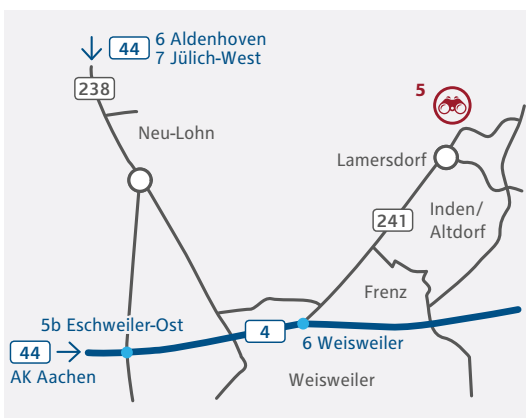 44
6 Aldenhoven
7 Jülich-West
238
Neu-Lohn
5
Lamersdorf
241
Inden/
Altdorf
Frenz
5b Eschweiler-Ost
4
44
6 Weisweiler
AK Aachen
Weisweiler